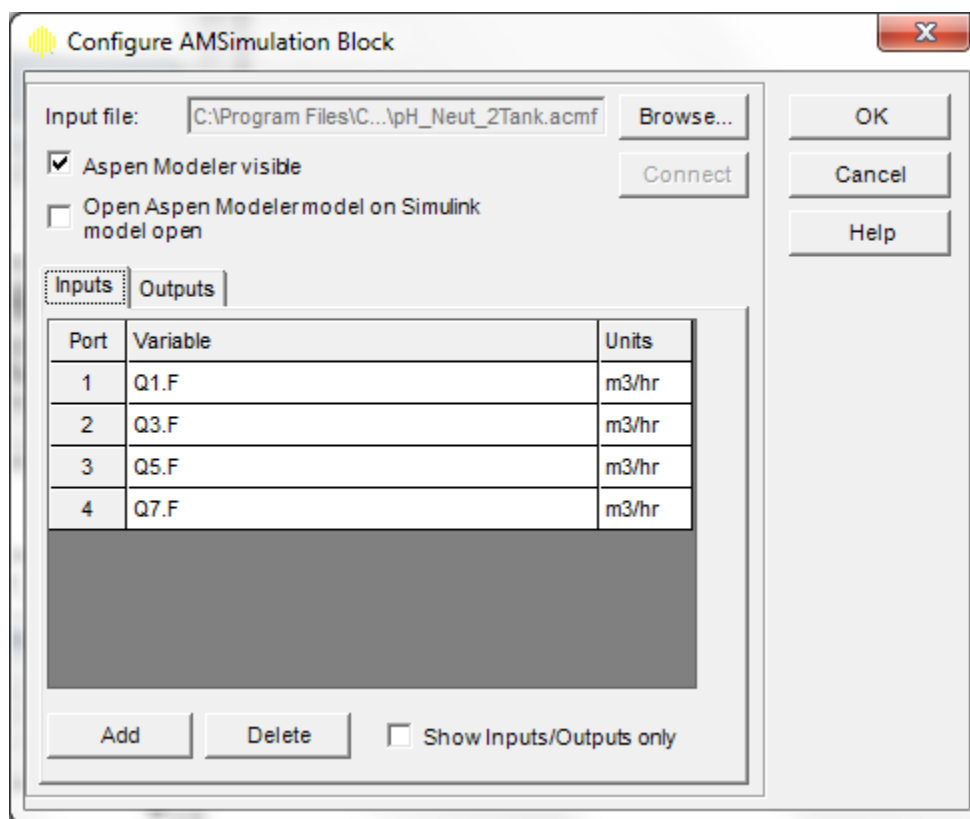 Configure AMSimulation Block
Input file: C:\Program Files\C...\pH_Neut_2Tank.acmf Browse... OK
Aspen Modeler visible Connect Cancel
Open Aspen Modeler model on Simulink
model open
Help
Inputs Outputs
Port Variable Units
1 Q1.F m3/hr
2 Q3.F m3/hr
3 Q5.F m3/hr
4 Q7.F m3/hr
Add Delete Show Inputs/Outputs only